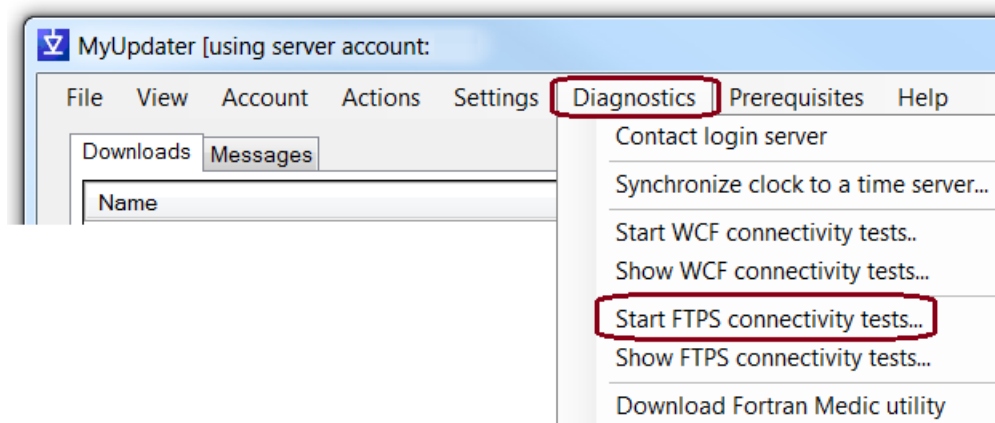 MyUpdater [using server account:
File View Account Actions Settings Diagnostics Prerequisites Help
Downloads Messages
Name
Contact login server
Synchronize clock to a time server...
Start WCF connectivity tests..
Show WCF connectivity tests...
Start FTPS connectivity tests...
Show FTPS connectivity tests...
Download Fortran Medic utility